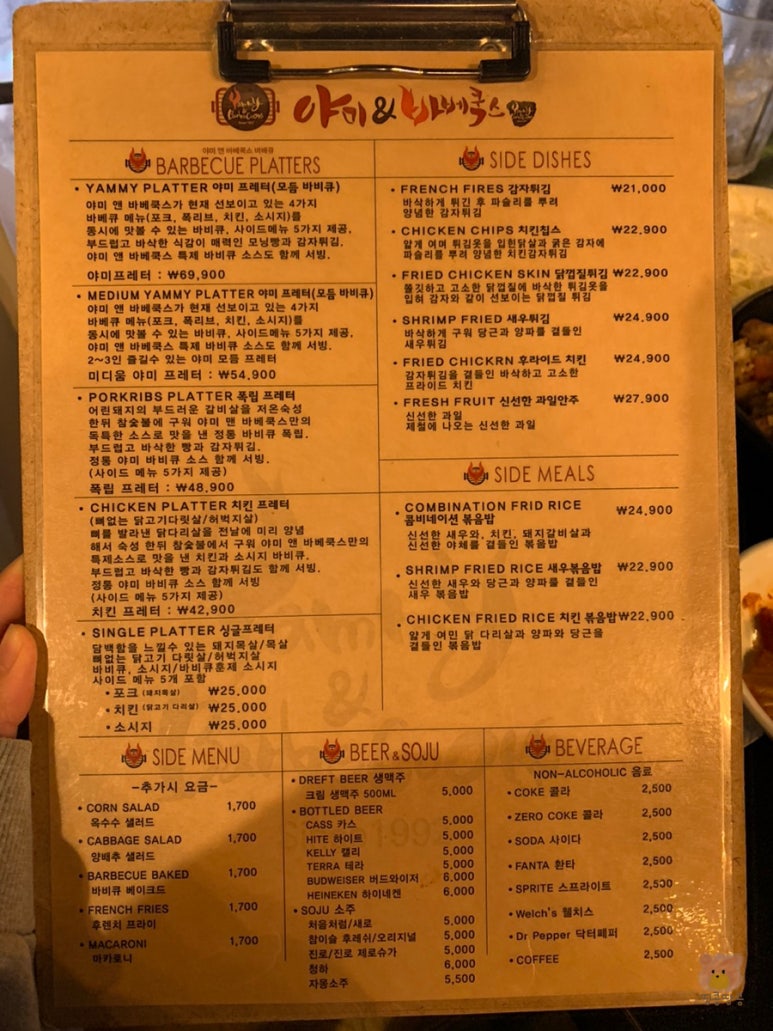 야미 & 바베쿡스
야미 앤 바베쿡스 바바큐
BARBECUE PLATTERS
• YAMMY PLATTER 야미 프레터(모듬 바비큐)
야미 앤 바베쿡스가 현재 선보이고 있는 4가지
바베큐 메뉴(포크, 폭리브, 치킨, 소시지)를
동시에 맛볼 수 있는 바비큐, 사이드메뉴 5가지 제공,
부드럽고 바삭한 식감이 매력인 모닝빵과 감자튀김.
야미 앤 바베쿡스 특제 바비큐 소스도 함께 서빙.
야미프레터 : ₩69,900
• MEDIUM YAMMY PLATTER 야미 프레터(모듬 바비큐)
야미 앤 바베쿡스가 현재 선보이고 있는 4가지
바베큐 메뉴(포크, 폭리브, 치킨, 소시지)를
동시에 맛볼 수 있는 바비큐, 사이드메뉴 5가지 제공,
야미 앤 바베쿡스 특제 바비큐 소스도 함께 서빙.
2~3인 즐길수 있는 야미 모듬 프레터
미디움 야미 프레터 : ₩54,900
• PORKRIBS PLATTER 폭립 프레터
어린돼지의 부드러운 갈비살을 저온숙성
한뒤 참숯불에 구워 야미 앤 바베쿡스만의
독특한 소스로 맛을 낸 정통 바비큐 폭립.
부드럽고 바삭한 빵과 감자튀김.
정통 야미 바비큐 소스 함께 서빙.
(사이드 메뉴 5가지 제공)
폭립 프레터 : ₩48,900
• CHICKEN PLATTER 치킨 프레터
(뼈없는 닭고기다릿살/허벅지살)
뼈를 발라낸 닭다리살을 전날에 미리 양념
해서 숙성 한뒤 참숯불에서 구워 야미 앤 바베쿡스만의
특제소스로 맛을 낸 치킨과 소시지 바비큐.
부드럽고 바삭한 빵과 감자튀김도 함께 서빙.
정통 야미 바비큐 소스 함께 서빙
(사이드 메뉴 5가지 제공)
치킨 프레터 : ₩42,900
• SINGLE PLATTER 싱글프레터
담백함을 느낄수 있는 돼지목살/목살
뼈없는 닭고기 다릿살/허벅지살
바비큐, 소시지/바비큐훈제 소시지
사이드 메뉴 5개 포함
• 포크 (돼지목살) ₩25,000
• 치킨 (닭고기 다리살) ₩25,000
• 소시지 ₩25,000
SIDE DISHES
• FRENCH FIRES 감자튀김 ₩21,000
바삭하게 튀긴 후 파슬리를 뿌려
양념한 감자튀김
• CHICKEN CHIPS 치킨칩스 ₩22,900
얇게 여며 튀김옷을 입힌닭살과 굵은 감자에
파슬리를 뿌려 양념한 치킨감자튀김
• FRIED CHICKEN SKIN 닭껍질튀김 ₩22,900
쫄깃하고 고소한 닭껍질에 바삭한 튀김옷을
입혀 감자와 같이 선보이는 닭껍질 튀김
• SHRIMP FRIED 새우튀김 ₩24,900
바삭하게 구워 당근과 양파를 곁들인
새우튀김
• FRIED CHICKRN 후라이드 치킨 ₩24,900
감자튀김을 곁들인 바삭하고 고소한
프라이드 치킨
• FRESH FRUIT 신선한 과일안주 ₩27,900
신선한 과일
제철에 나오는 신선한 과일
SIDE MEALS
• COMBINATION FRID RICE ₩24,900
콤비네이션 볶음밥
신선한 새우와, 치킨, 돼지갈비살과
신선한 야채를 곁들인 볶음밥
• SHRIMP FRIED RICE 새우볶음밥 ₩22,900
신선한 새우와 당근과 양파를 곁들인
새우 볶음밥
• CHICKEN FRIED RICE 치킨 볶음밥 ₩22,900
얇게 여민 닭 다리살과 양파와 당근을
곁들인 볶음밥
SIDE MENU
-추가시 요금-
• CORN SALAD 1,700
옥수수 샐러드
• CABBAGE SALAD 1,700
양배추 샐러드
• BARBECUE BAKED 1,700
바비큐 베이크드
• FRENCH FRIES 1,700
후렌치 프라이
• MACARONI 1,700
마카로니
BEER & SOJU
• DREFT BEER 생맥주
크림 생맥주 500ML 5,000
• BOTTLED BEER
CASS 카스 5,000
HITE 하이트 5,000
KELLY 캘리 5,000
TERRA 테라 5,000
BUDWEISER 버드와이저 6,000
HEINEKEN 하이네켄 6,000
• SOJU 소주
처음처럼/새로 5,000
참이슬 후레쉬/오리지널 5,000
진로/진로 제로슈가 5,000
청하 6,000
자몽소주 5,500
BEVERAGE
NON-ALCOHOLIC 음료
• COKE 콜라 2,500
• ZERO COKE 콜라 2,500
• SODA 사이다 2,500
• FANTA 환타 2,500
• SPRITE 스프라이트 2,500
• Welch's 웰치스 2,500
• Dr Pepper 닥터페퍼 2,500
• COFFEE 2,500